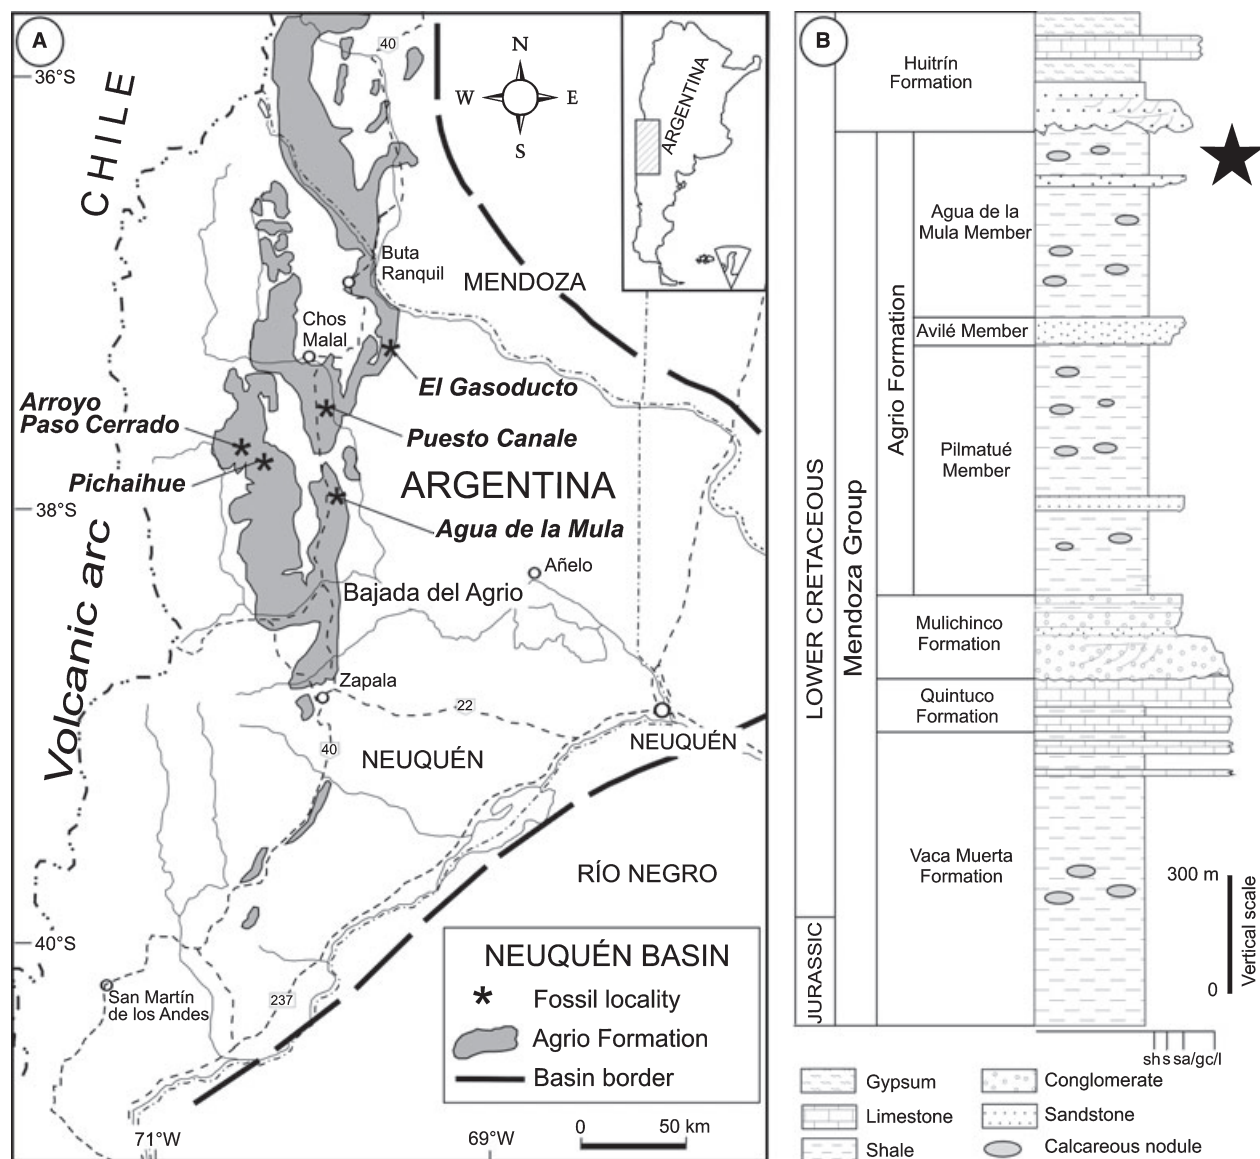 A
40
36°S
CHILE
N
W
E
S
ARGENTINA
Buta
Ranquil
MENDOZA
Chos
Malal
El Gasoducto
Arroyo
Paso Cerrado
Puesto Canale
Pichaihue
ARGENTINA
38°S
Agua de la Mula
Añelo
Bajada del Agrio
Volcanic arc
Zapala
22
40
NEUQUÉN
NEUQUÉN
RÍO NEGRO
40°S
San Martín
de los Andes
237
NEUQUÉN BASIN
* Fossil locality
Agrio Formation
Basin border
71°W
69°W
0
50 km
B
Huitrín
Formation
Agua de la
Mula Member
Avilé Member
Agrio Formation
Pilmatué
Member
LOWER CRETACEOUS
Mendoza Group
Mulichinco
Formation
Quintuco
Formation
Vaca Muerta
Formation
JURASSIC
300 m
0
Vertical scale
sh s sa/gc/l
Gypsum
Conglomerate
Limestone
Sandstone
Shale
Calcareous nodule